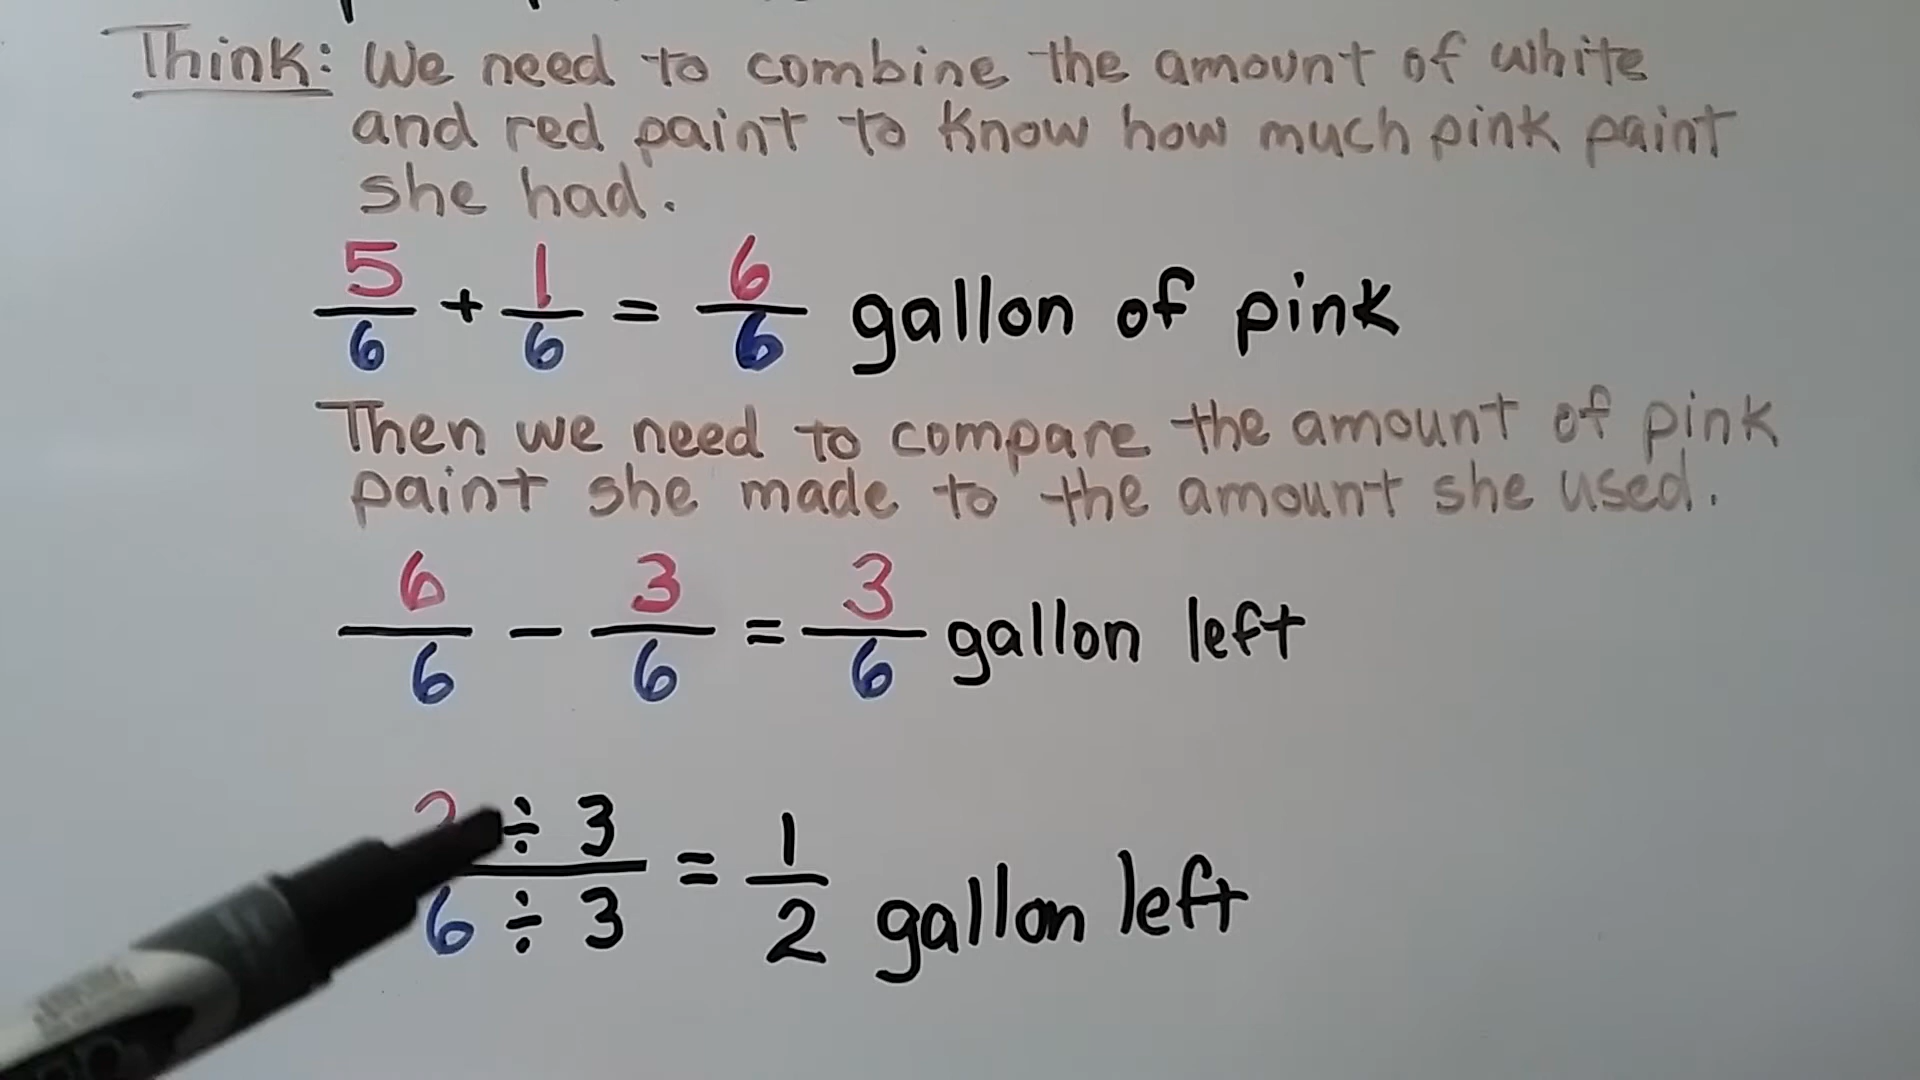 Think: We need to combine the amount of white
and red paint to know how much pink paint
she had.
5/6 + 1/6 = 6/6 gallon of pink
Then we need to compare the amount of pink
paint she made to the amount she used.
6/6 - 3/6 = 3/6 gallon left
÷ 3 / 6 ÷ 3 = 1/2 gallon left